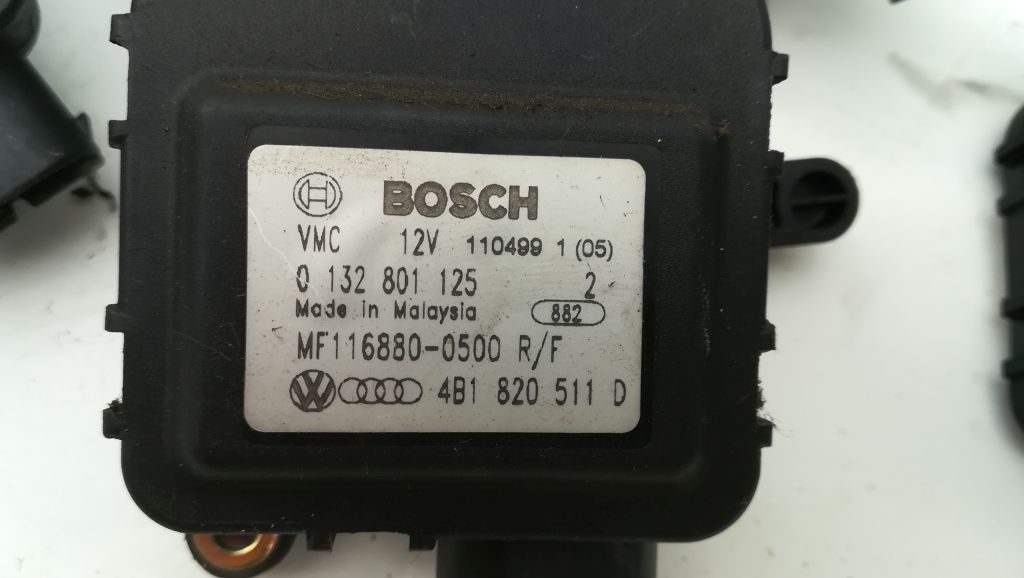 BOSCH
VMC 12V 110499 1 (05)
0 132 801 125 2
Made in Malaysia 882
MF116880-0500 R/F
4B1 820 511 D